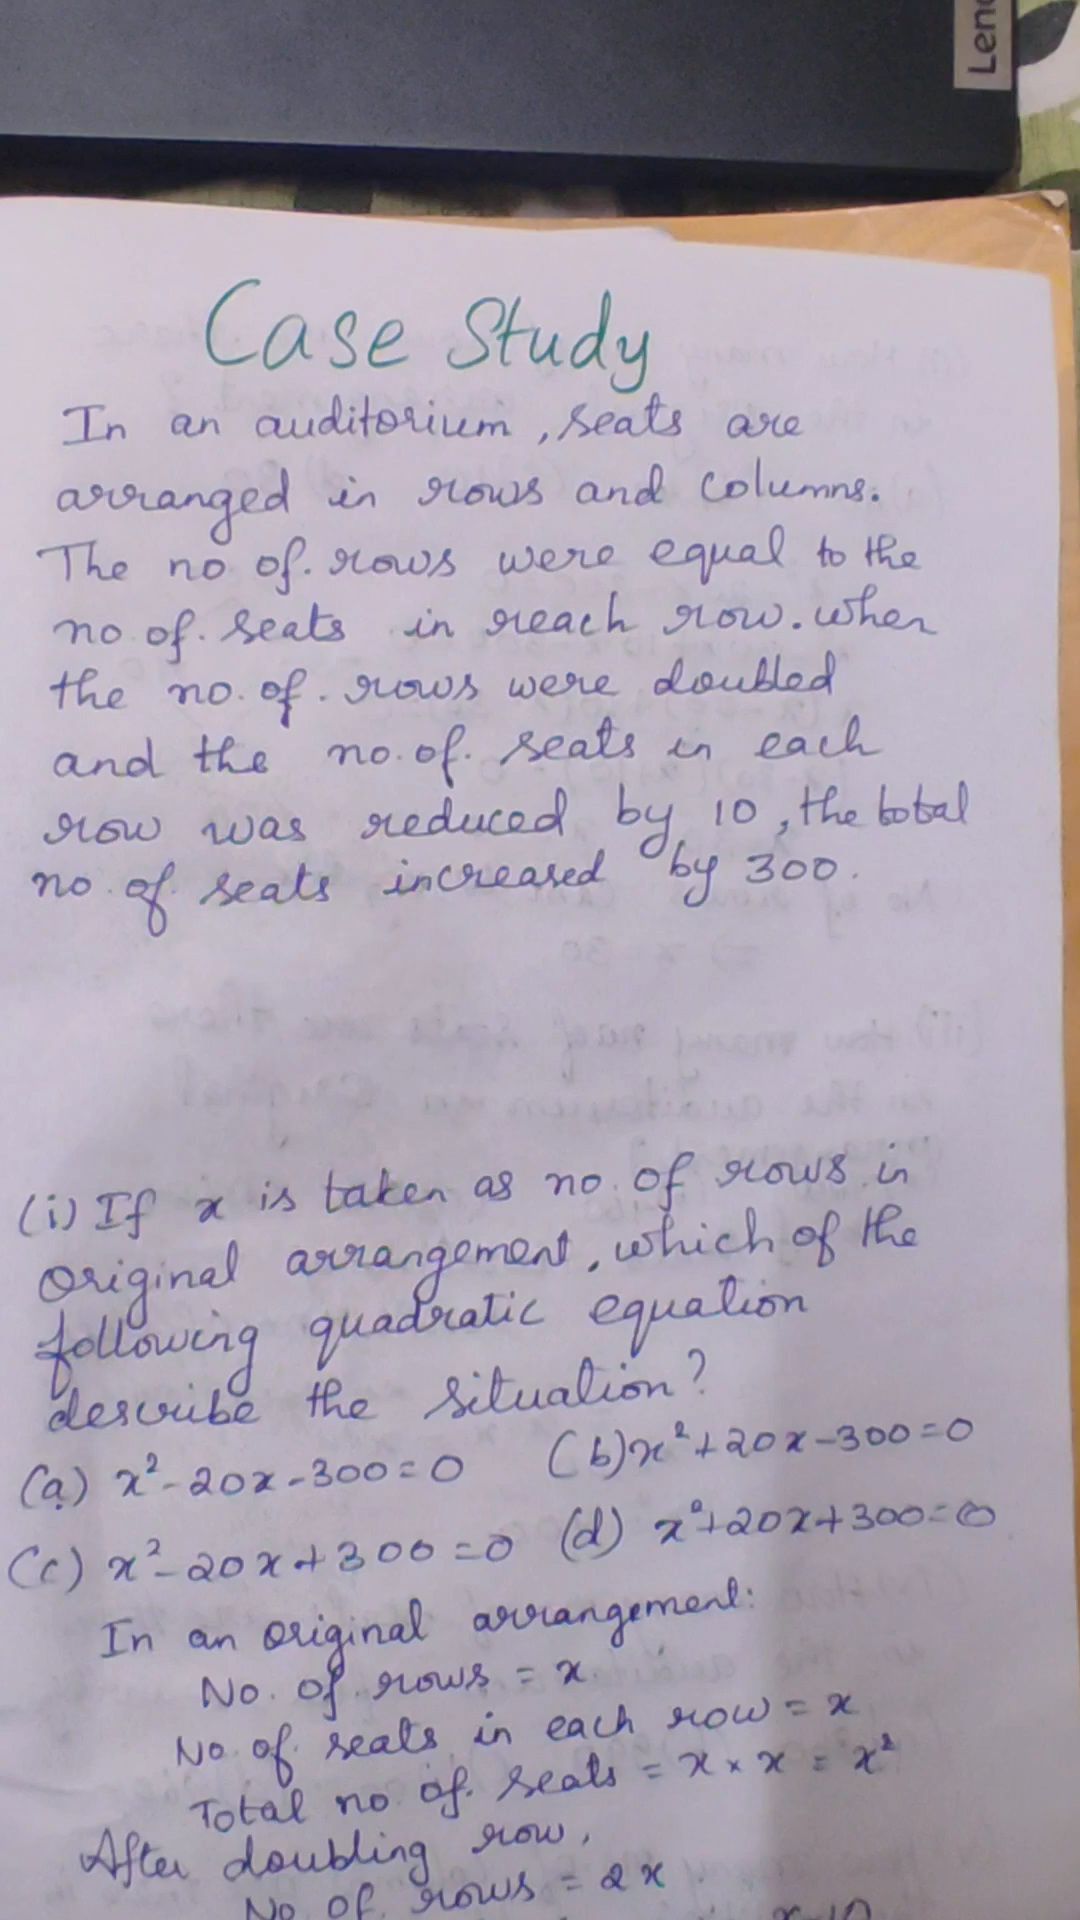 Len
Case Study
In an auditorium, seats are
arranged in rows and columns.
The no of. rows were equal to the
no. of. seats in reach row. when
the no. of. rows were doubled
and the no. of. seats in each
row was reduced by 10, the total
no. of. seats increased by 300.
(i) If x is taken as no. of rows in
original arrangement, which of the
following quadratic equation
describe the situation?
(a) x²-20x-300=0 (b) x²+20x-300=0
(c) x²-20x+300=0 (d) x²+20x+300=0
In an original arrangement:
No. of. rows = x
No. of. seats in each row = x
Total no. of. seats = x × x = x²
After doubling row,
No. of. rows = 2x
x-10